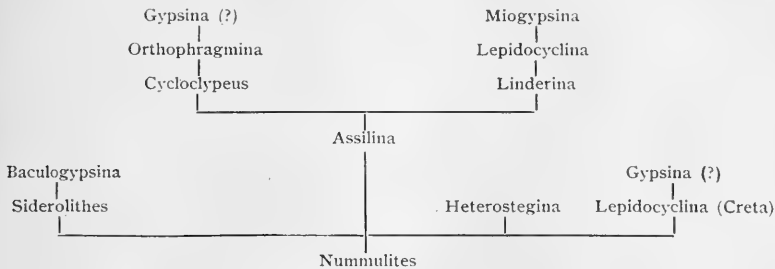 Gypsina (?) Miogypsina
Orthophragmina Lepidocyclina
Cycloclypeus Linderina
Assilina
Baculogypsina Gypsina (?)
Siderolithes Heterostegina Lepidocyclina (Creta)
Nummulites